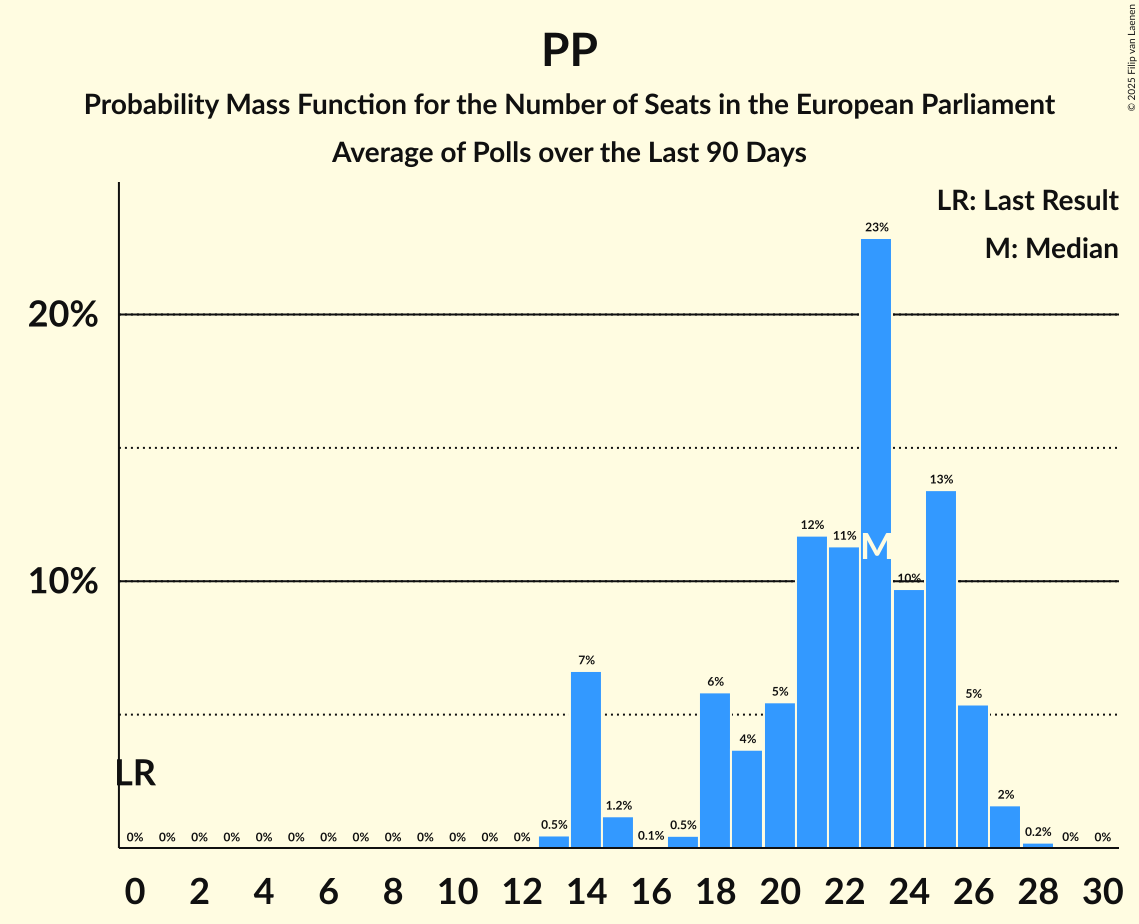 PP
Probability Mass Function for the Number of Seats in the European Parliament
Average of Polls over the Last 90 Days
© 2025 Filip van Laenen
LR: Last Result
M: Median
20%
10%
23%
13%
12%
11%
M
10%
7%
6%
5%
5%
4%
LR
2%
1.2%
0% 0% 0% 0% 0% 0% 0% 0% 0% 0% 0% 0% 0% 0.5% 0.1% 0.5% 0.2% 0% 0%
0 2 4 6 8 10 12 14 16 18 20 22 24 26 28 30